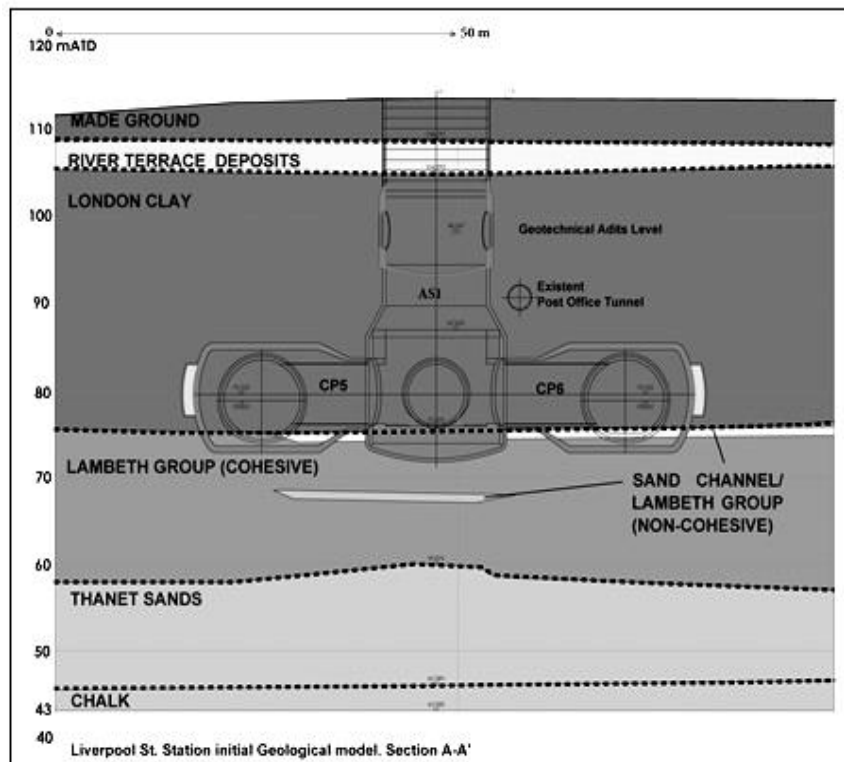 0 50 m
120 mATD
MADE GROUND
110
RIVER TERRACE DEPOSITS
LONDON CLAY
100
Geotechnical Adits Level
90
AS1
Existent
Post Office Tunnel
80
CP5
CP6
70
LAMBETH GROUP (COHESIVE)
SAND CHANNEL/
LAMBETH GROUP
(NON-COHESIVE)
60
THANET SANDS
50
CHALK
43
40
Liverpool St. Station initial Geological model. Section A-A'